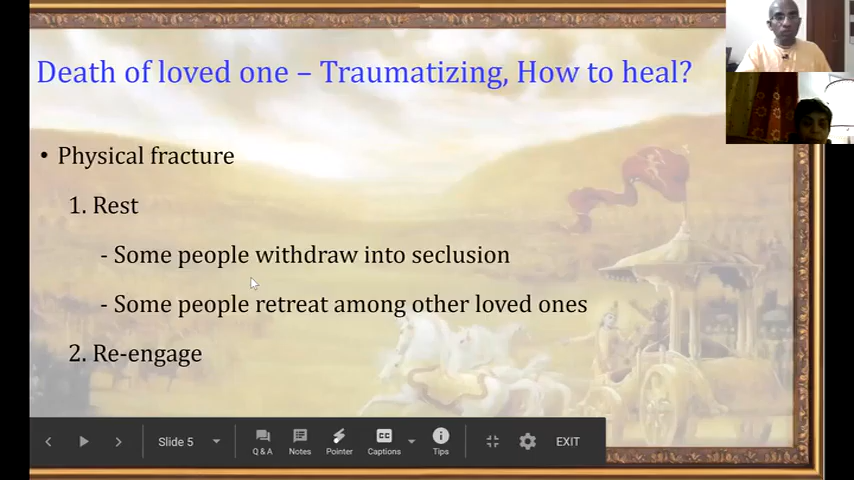 Death of loved one – Traumatizing, How to heal?
• Physical fracture
1. Rest
- Some people withdraw into seclusion
- Some people retreat among other loved ones
2. Re-engage
Slide 5
Q & A
Notes
Pointer
CC
Captions
Tips
EXIT